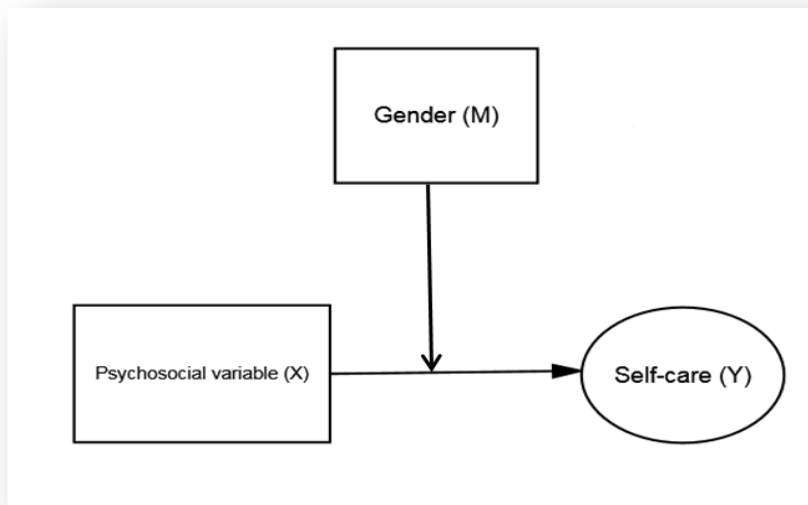 Gender (M)
Psychosocial variable (X)
Self-care (Y)